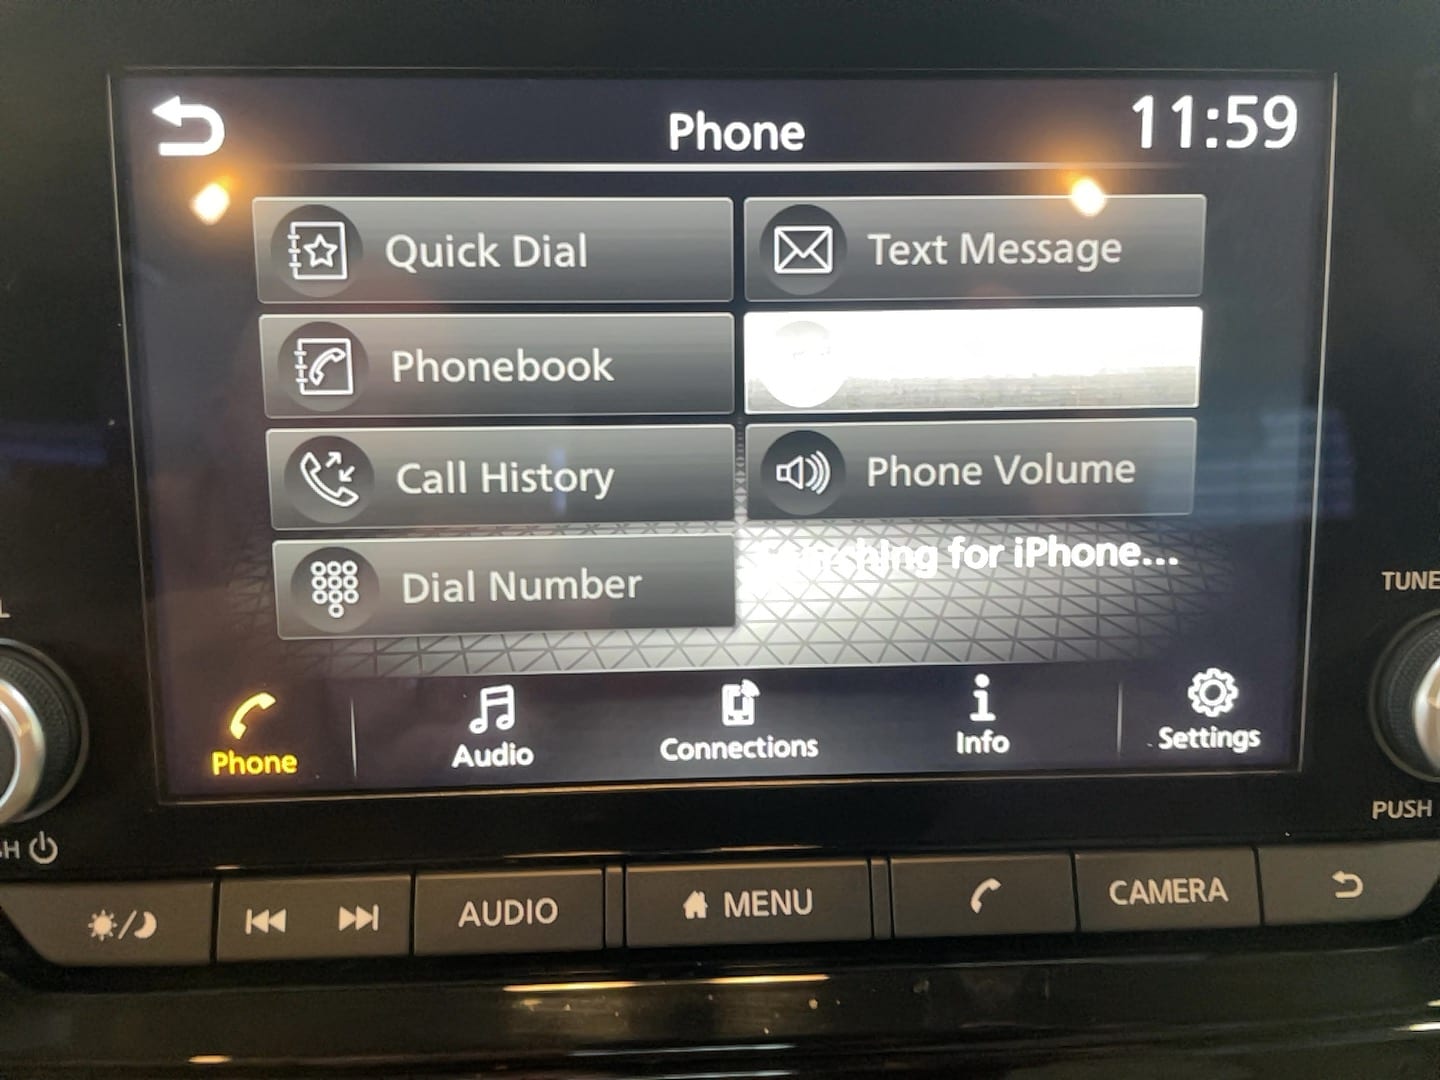 Phone
11:59
Quick Dial
Text Message
Phonebook
Call History
Phone Volume
Dial Number
for iPhone...
Phone
Audio
Connections
Info
Settings
TUNE
PUSH
AUDIO
MENU
CAMERA